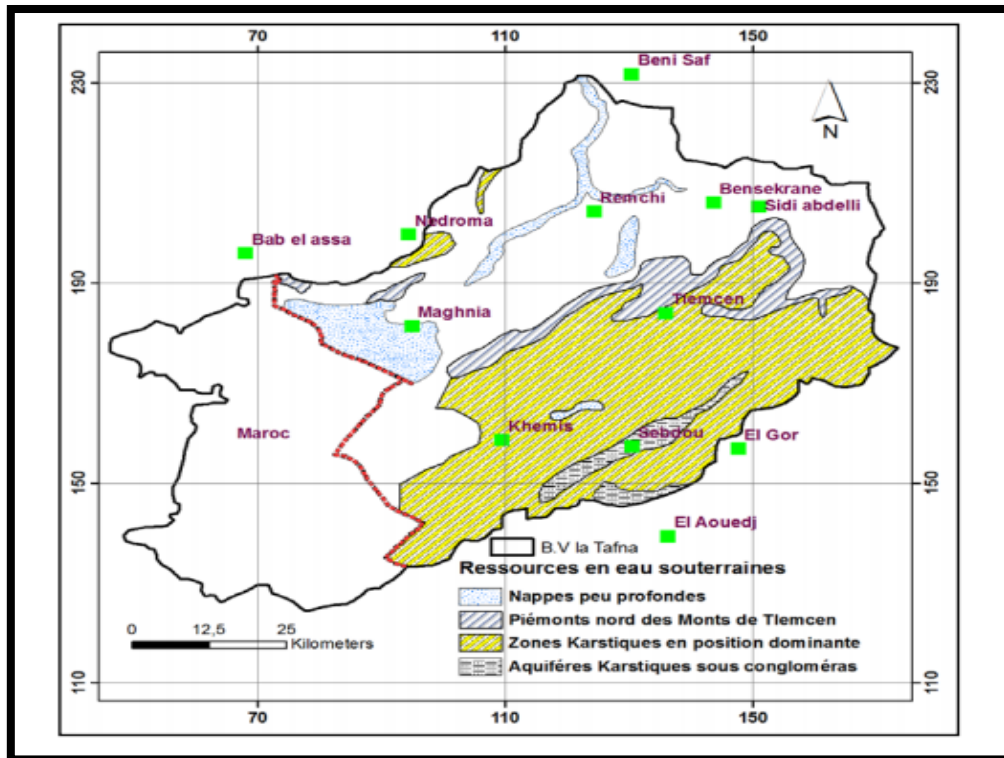 70 110 150
Beni Saf
230 230
N
Bensekrane
Remchi
Sidi abdelli
Nedroma
Bab el assa
190 190
Tlemcen
Maghnia
Maroc
Khemis
Sebdou
El Gor
150 150
El Aouedj
B.V la Tafna
Ressources en eau souterraines
Nappes peu profondes
Piémonts nord des Monts de Tlemcen
Zones Karstiques en position dominante
Aquiféres Karstiques sous congloméras
0 12,5 25
Kilometers
110 110
70 110 150